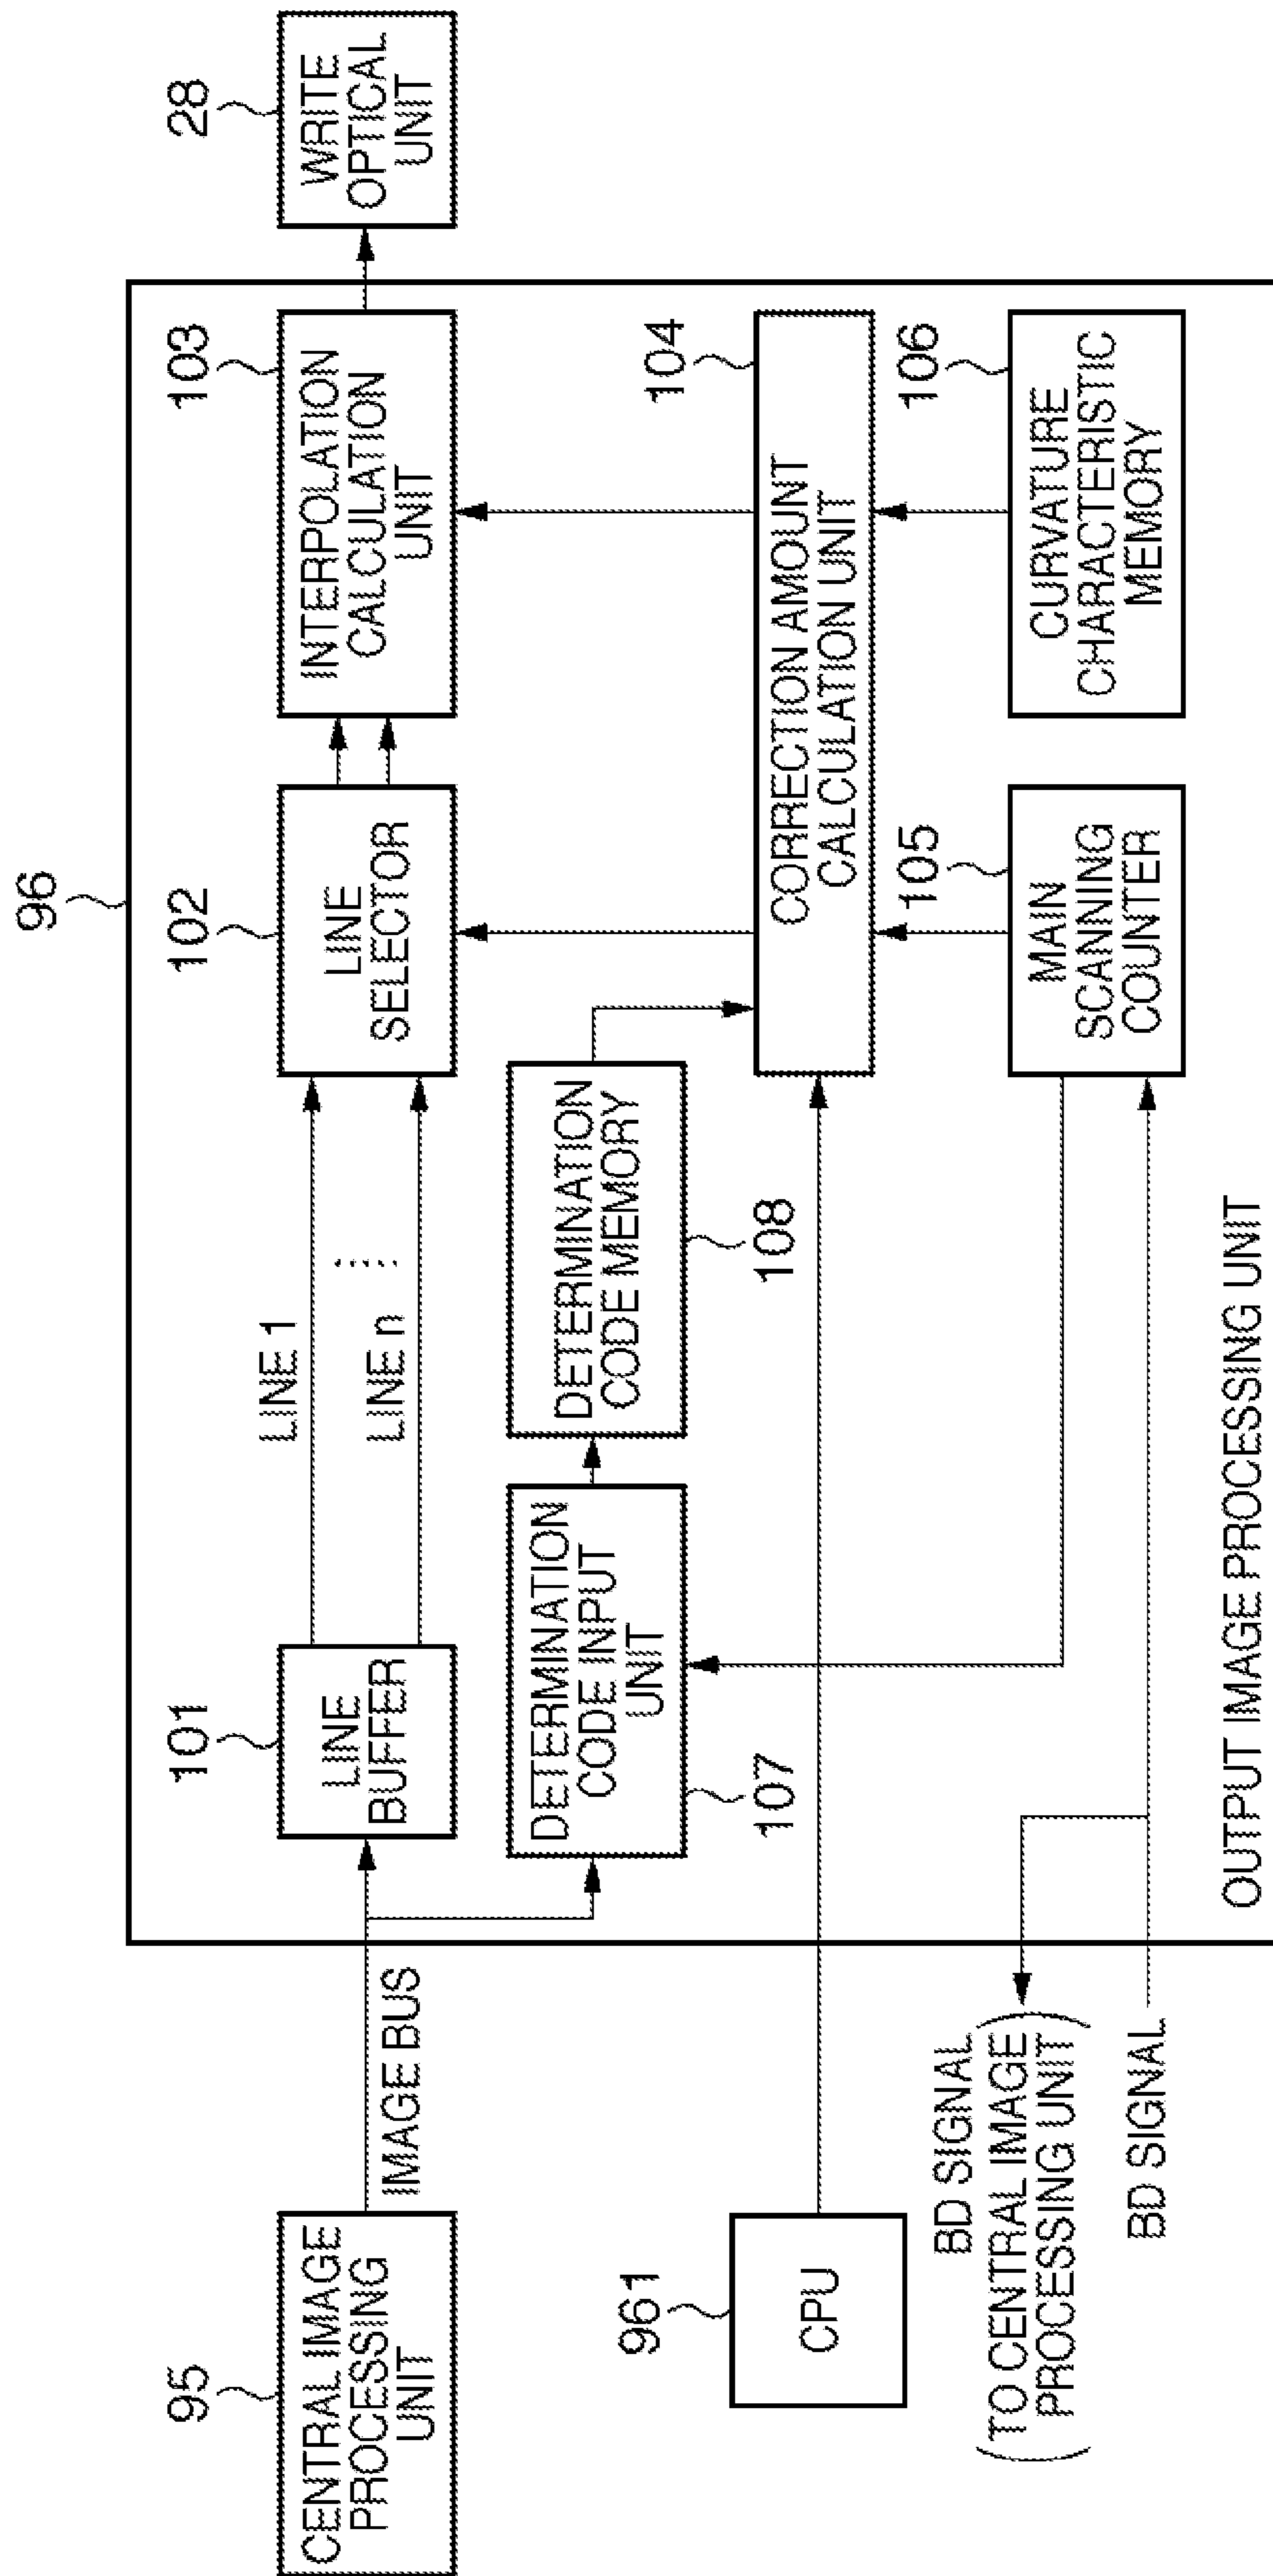 96
95
CENTRAL IMAGE
PROCESSING
UNIT
IMAGE BUS
101
LINE
BUFFER
LINE 1
LINE n
102
LINE
SELECTOR
103
INTERPOLATION
CALCULATION
UNIT
28
WRITE
OPTICAL
UNIT
DETERMINATION
CODE INPUT
UNIT
107
DETERMINATION
CODE MEMORY
108
104
CORRECTION AMOUNT
CALCULATION UNIT
961
CPU
105
MAIN
SCANNING
COUNTER
106
CURVATURE
CHARACTERISTIC
MEMORY
BD SIGNAL
(TO CENTRAL IMAGE
PROCESSING UNIT)
BD SIGNAL
OUTPUT IMAGE PROCESSING UNIT